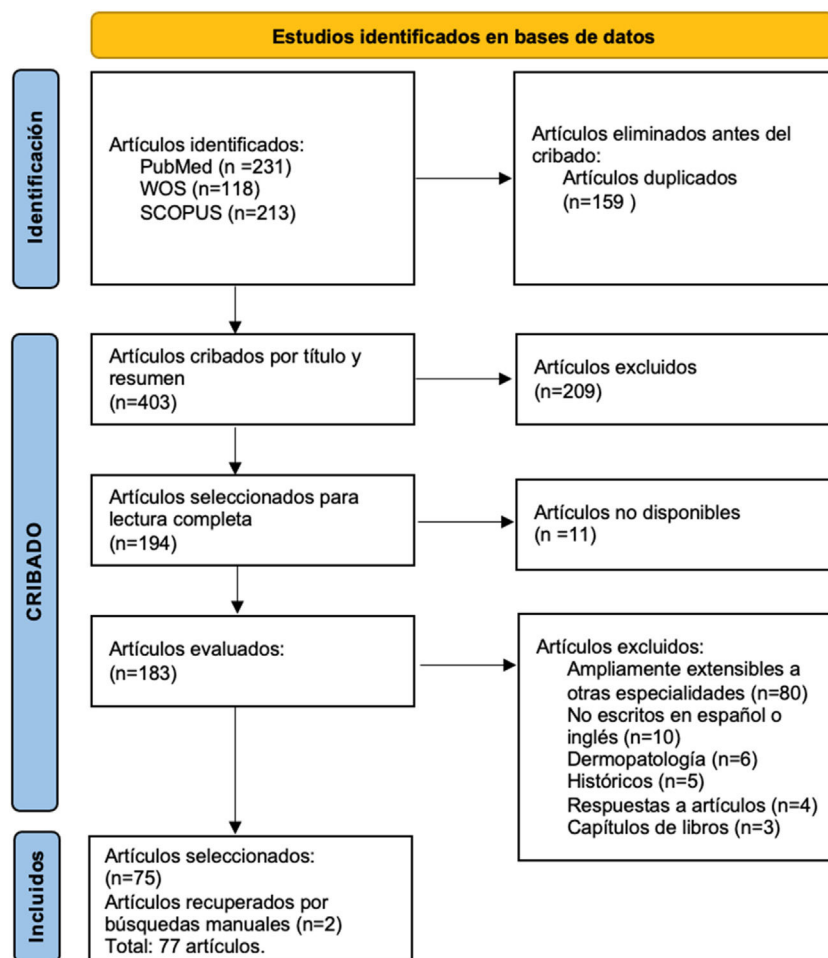 Estudios identificados en bases de datos
Identificación
Artículos identificados:
PubMed (n =231)
WOS (n=118)
SCOPUS (n=213)
Artículos eliminados antes del
cribado:
Artículos duplicados
(n=159 )
CRIBADO
Artículos cribados por título y
resumen
(n=403)
Artículos excluidos
(n=209)
Artículos seleccionados para
lectura completa
(n=194)
Artículos no disponibles
(n =11)
Artículos evaluados:
(n=183)
Artículos excluidos:
Ampliamente extensibles a
otras especialidades (n=80)
No escritos en español o
inglés (n=10)
Dermopatología (n=6)
Históricos (n=5)
Respuestas a artículos (n=4)
Capítulos de libros (n=3)
Incluidos
Artículos seleccionados:
(n=75)
Artículos recuperados por
búsquedas manuales (n=2)
Total: 77 artículos.